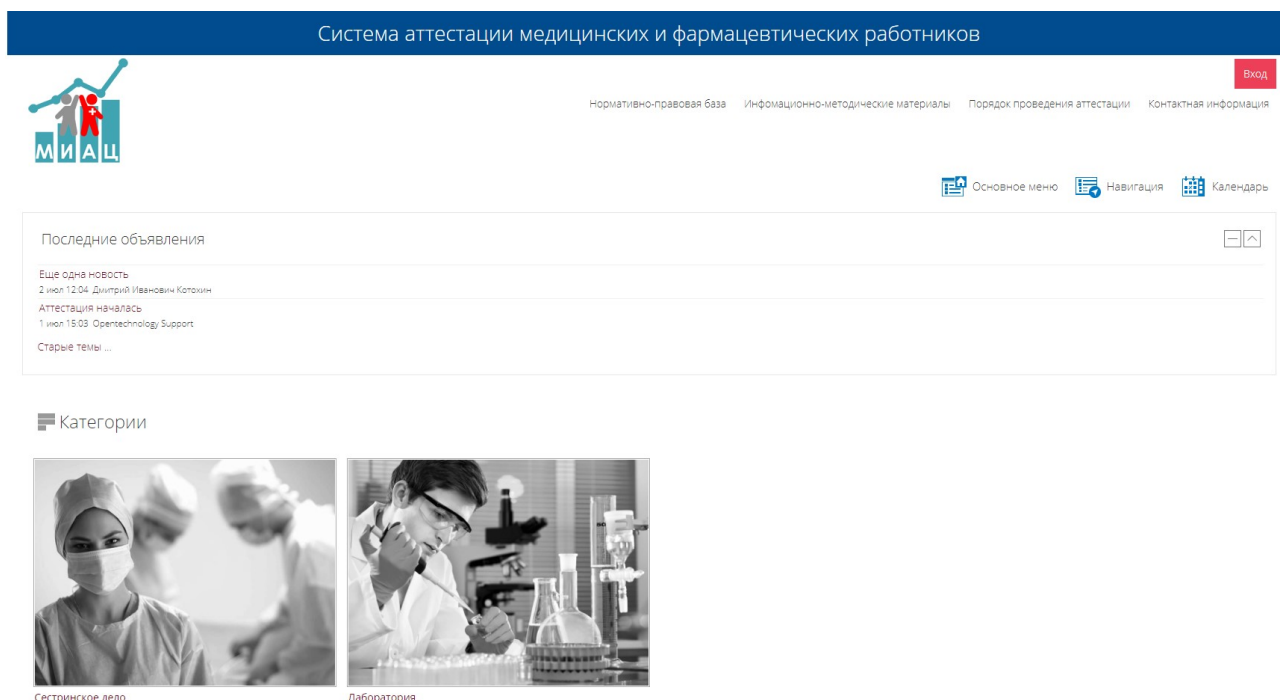 Система аттестации медицинских и фармацевтических работников
Вход
Нормативно-правовая база Инфомационно-методические материалы Порядок проведения аттестации Контактная информация
МИАЦ
Основное меню Навигация Календарь
Последние объявления
Еще одна новость
2 июл 12:04 Дмитрий Иванович Котохин
Аттестация началась
1 июл 15:03 Opentechnology Support
Старые темы ...
Категории
Сестринское дело Лаборатория